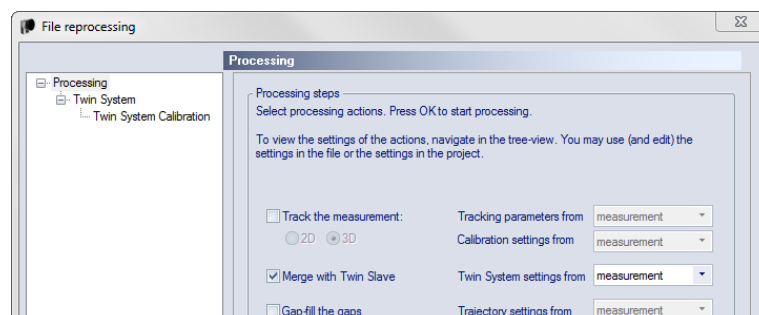 File reprocessing
Processing
Processing
Twin System
Twin System Calibration
Processing steps
Select processing actions. Press OK to start processing.
To view the settings of the actions, navigate in the tree-view. You may use (and edit) the
settings in the file or the settings in the project.
Track the measurement: Tracking parameters from measurement
2D 3D Calibration settings from measurement
Merge with Twin Slave Twin System settings from measurement
Gap-fill the gaps Trajectory settings from measurement